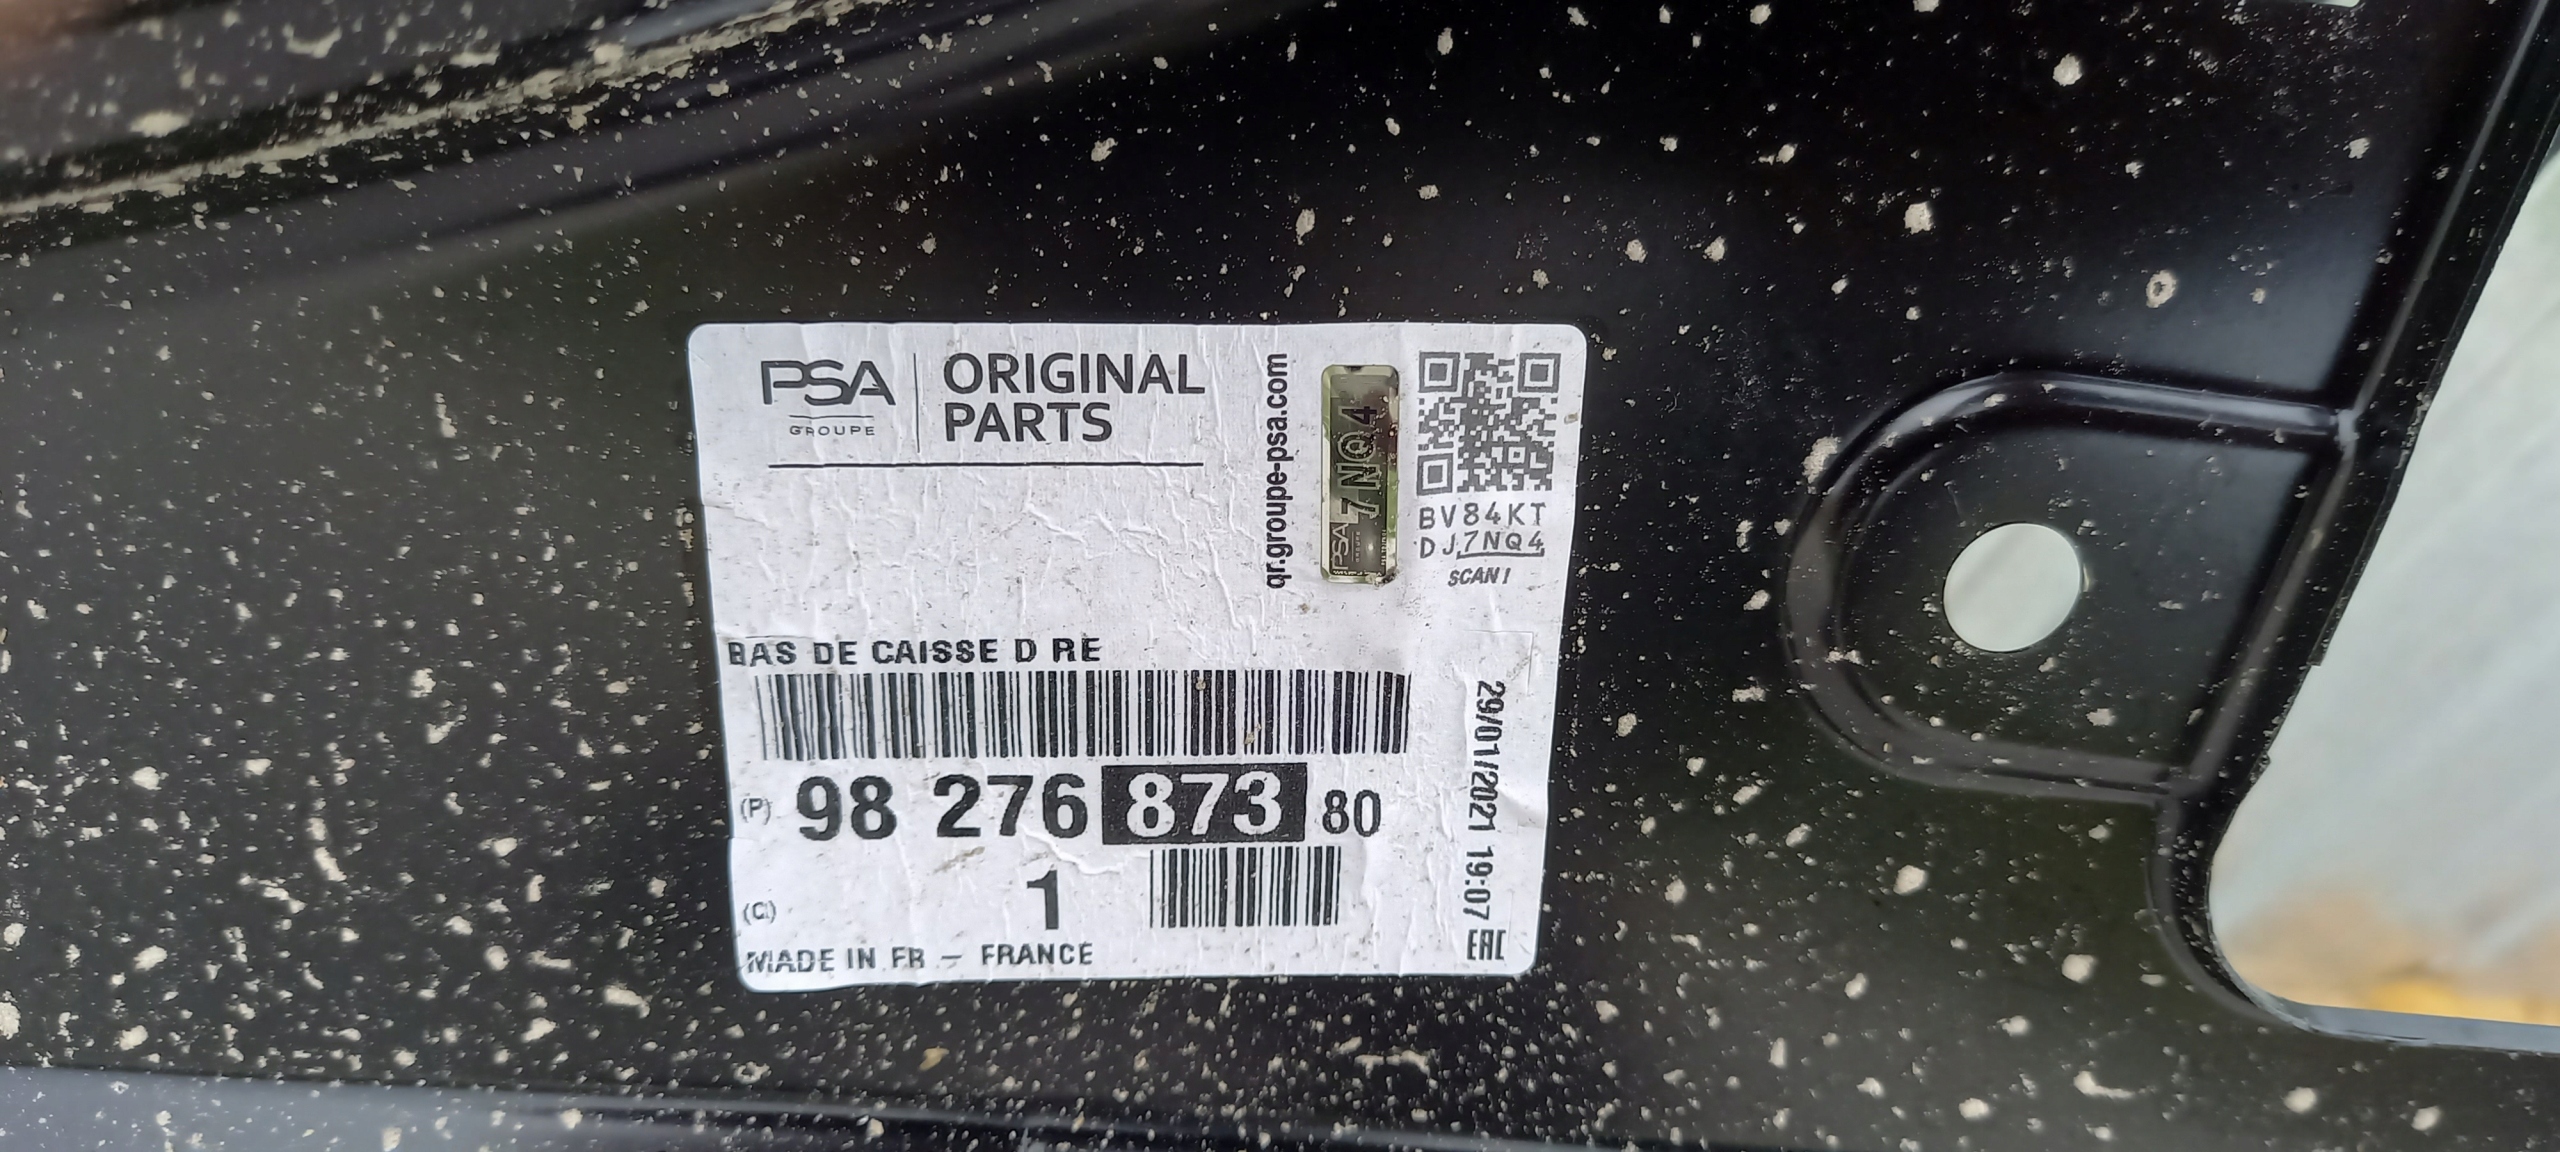 PSA
GROUPE
ORIGINAL
PARTS
qr.groupe-psa.com
PSA
7NQ4
BV84KT
DJ7NQ4
SCAN !
BAS DE CAISSE D RE
(P) 98 276 873 80
(Q) 1
MADE IN FR - FRANCE
29/01/2021 19:07
EAC